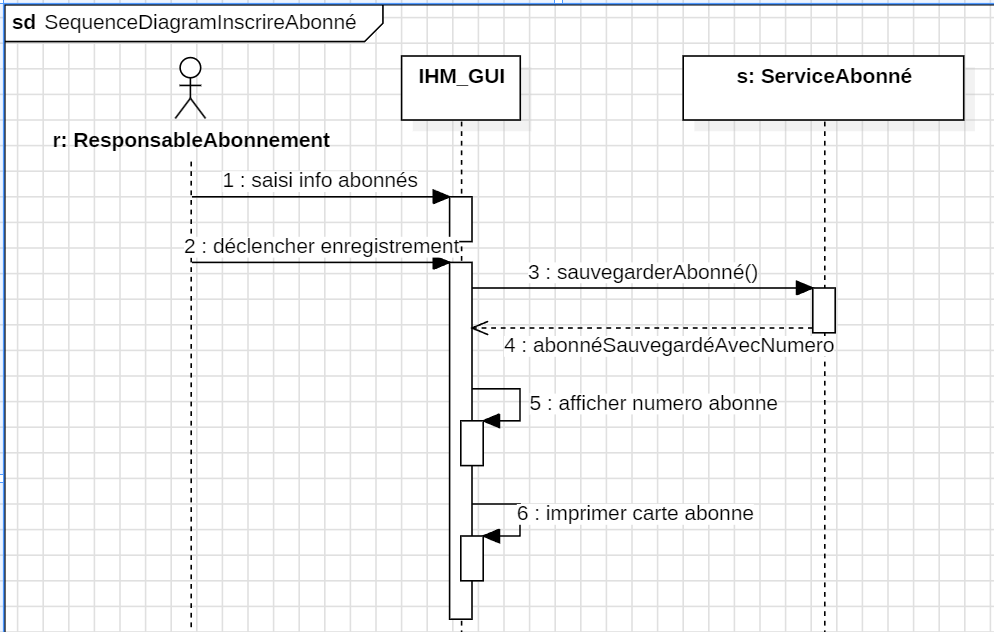 sd SequenceDiagramInscrireAbonné
IHM_GUI
s: ServiceAbonné
r: ResponsableAbonnement
1 : saisi info abonnés
2 : déclencher enregistrement
3 : sauvegarderAbonné()
4 : abonnéSauvegardéAvecNumero
5 : afficher numero abonne
6 : imprimer carte abonne